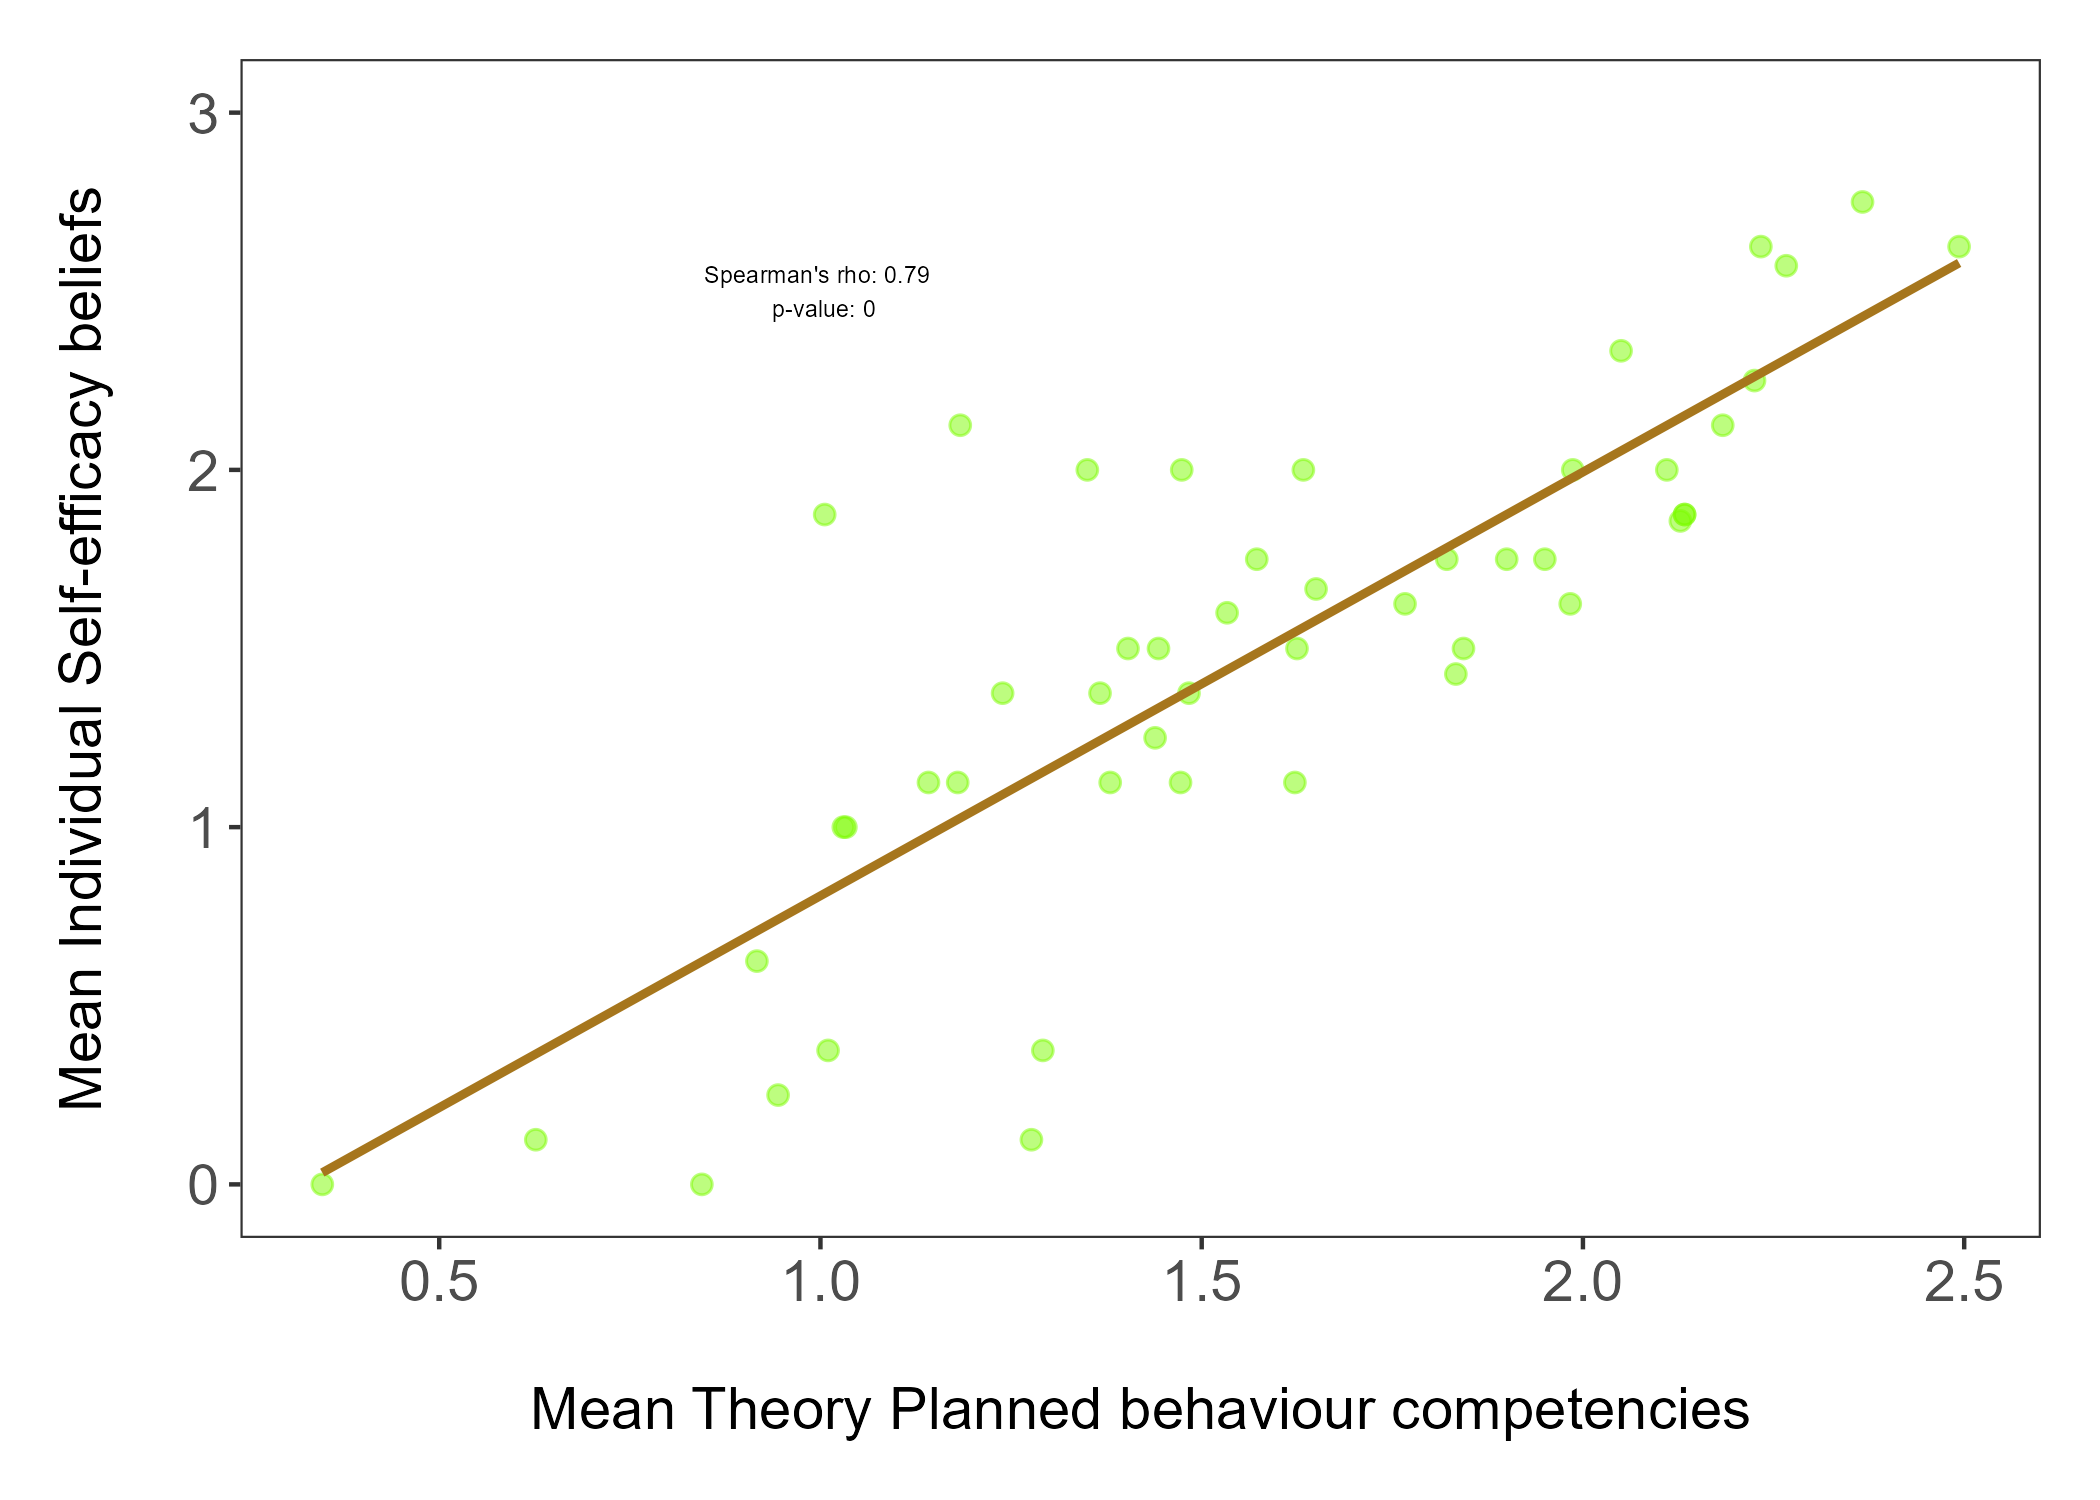 Mean Individual Self-efficacy beliefs
3
2
1
0
Spearman's rho: 0.79
p-value: 0
0.5
1.0
1.5
2.0
2.5
Mean Theory Planned behaviour competencies